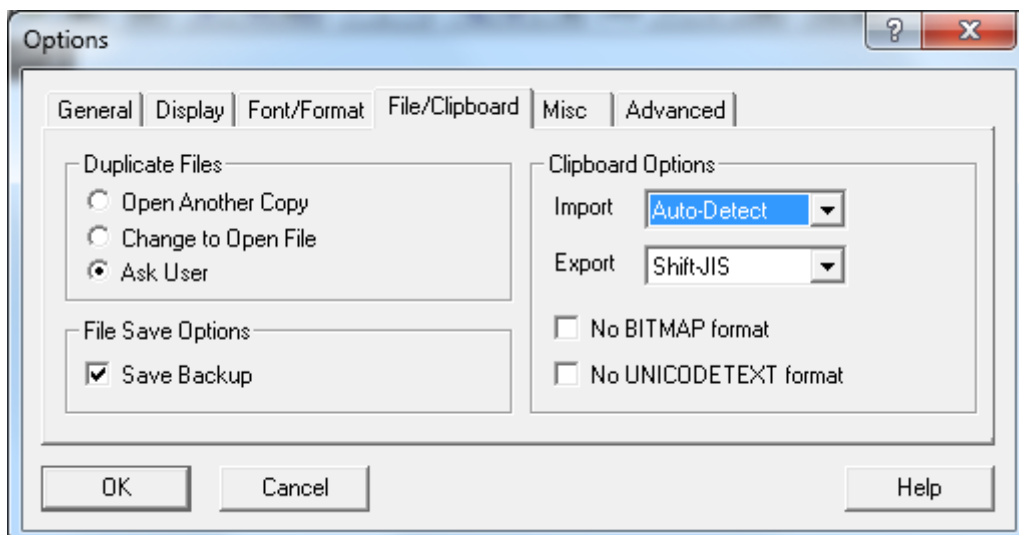 Options
General Display Font/Format File/Clipboard Misc Advanced
Duplicate Files
Open Another Copy
Change to Open File
Ask User
File Save Options
Save Backup
Clipboard Options
Import Auto-Detect
Export Shift-JIS
No BITMAP format
No UNICODETEXT format
OK Cancel Help